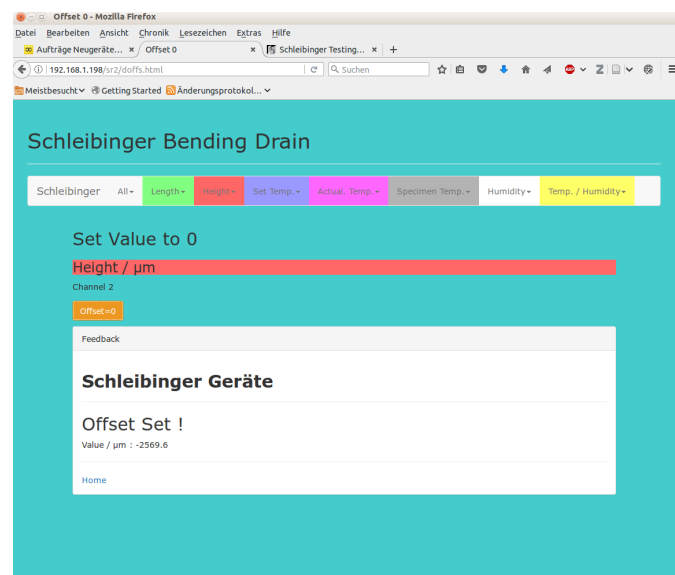 Offset 0 - Mozilla Firefox
Datei Bearbeiten Ansicht Chronik Lesezeichen Extras Hilfe
Aufträge Neugeräte... × Offset 0 × Schleibinger Testing... × +
192.168.1.198/sr2/doffs.html Suchen
Meistbesucht Getting Started Änderungsprotokol...
Schleibinger Bending Drain
Schleibinger All Length Height Set Temp. Actual. Temp. Specimen Temp. Humidity Temp. / Humidity
Set Value to 0
Height / µm
Channel 2
Offset=0
Feedback
Schleibinger Geräte
Offset Set !
Value / µm : -2569.6
Home